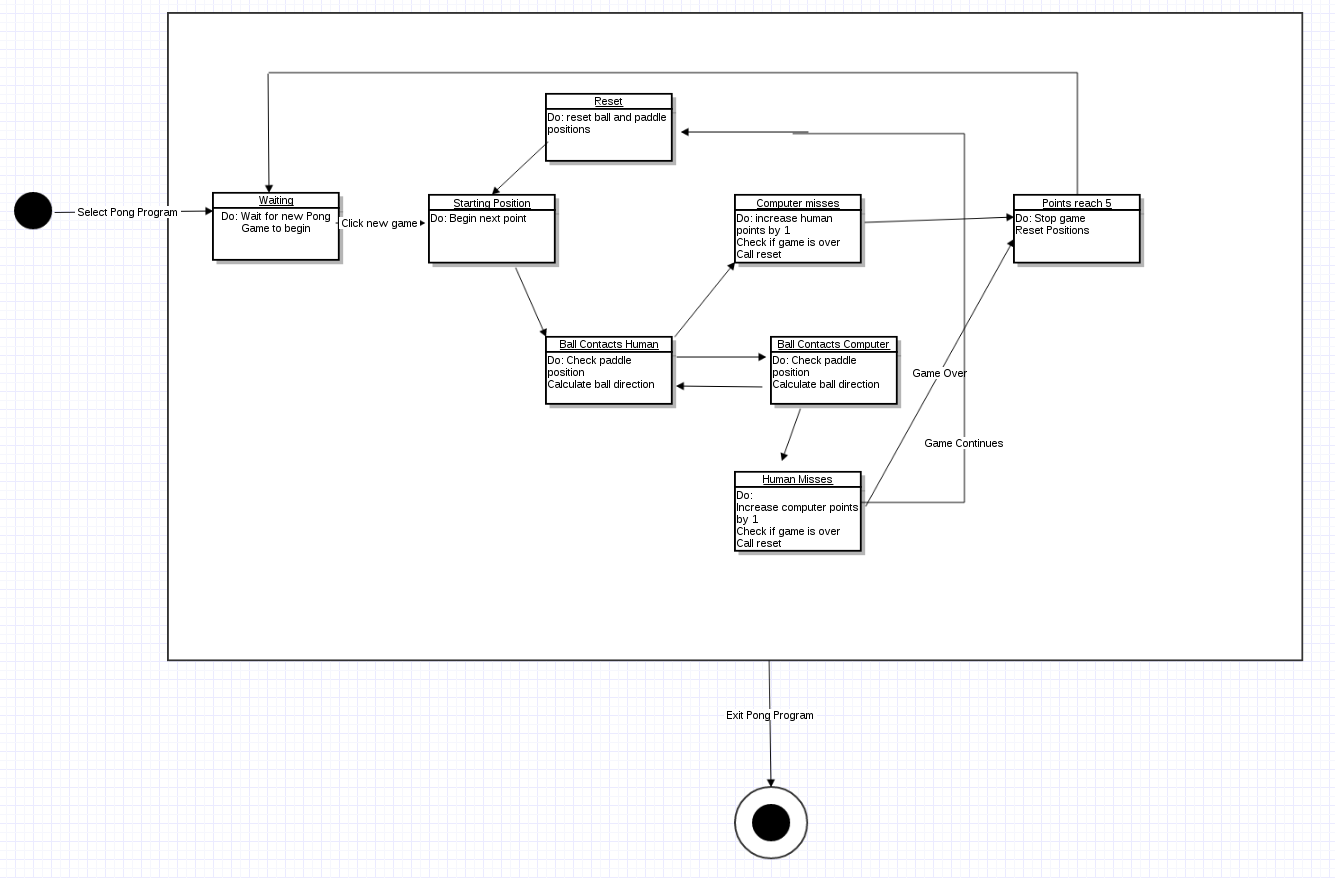 Reset
Do: reset ball and paddle
positions
Select Pong Program
Waiting
Do: Wait for new Pong
Game to begin
Click new game
Starting Position
Do: Begin next point
Computer misses
Do: increase human
points by 1
Check if game is over
Call reset
Points reach 5
Do: Stop game
Reset Positions
Ball Contacts Human
Do: Check paddle
position
Calculate ball direction
Ball Contacts Computer
Do: Check paddle
position
Calculate ball direction
Game Over
Game Continues
Human Misses
Do:
Increase computer points
by 1
Check if game is over
Call reset
Exit Pong Program